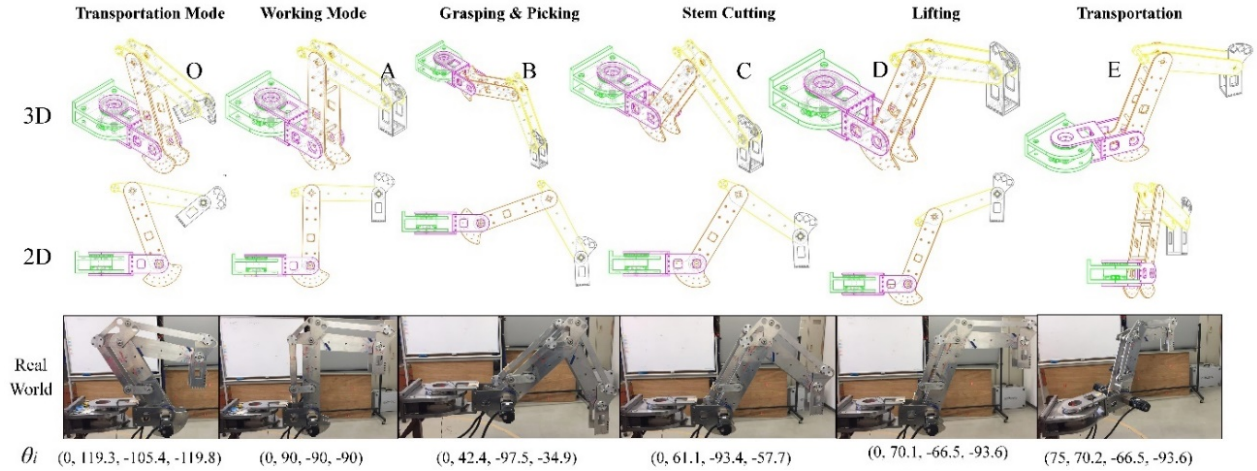 Transportation Mode Working Mode Grasping & Picking Stem Cutting Lifting Transportation
3D O A B C D E
2D
Real
World
θi (0, 119.3, -105.4, -119.8) (0, 90, -90, -90) (0, 42.4, -97.5, -34.9) (0, 61.1, -93.4, -57.7) (0, 70.1, -66.5, -93.6) (75, 70.2, -66.5, -93.6)